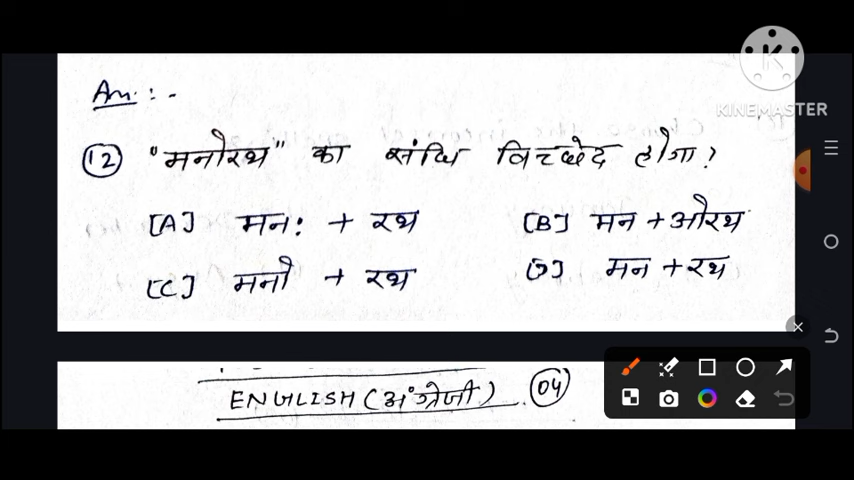 Ans :-
KINEMASTER
(12) "मनोरथ" का संधि विच्छेद होगा?
[A] मन: + रथ [B] मन + ओरथ
[C] मनो + रथ [D] मन + रथ
ENGLISH (अंग्रेजी) (04)